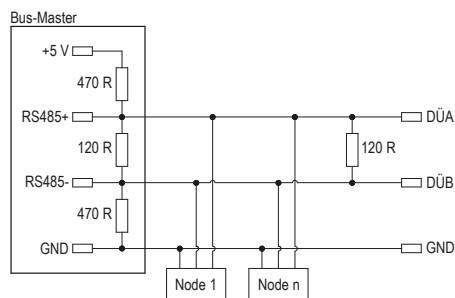 Bus-Master
+5 V
470 R
RS485+
DÜA
120 R
120 R
RS485-
DÜB
470 R
GND
GND
Node 1
Node n